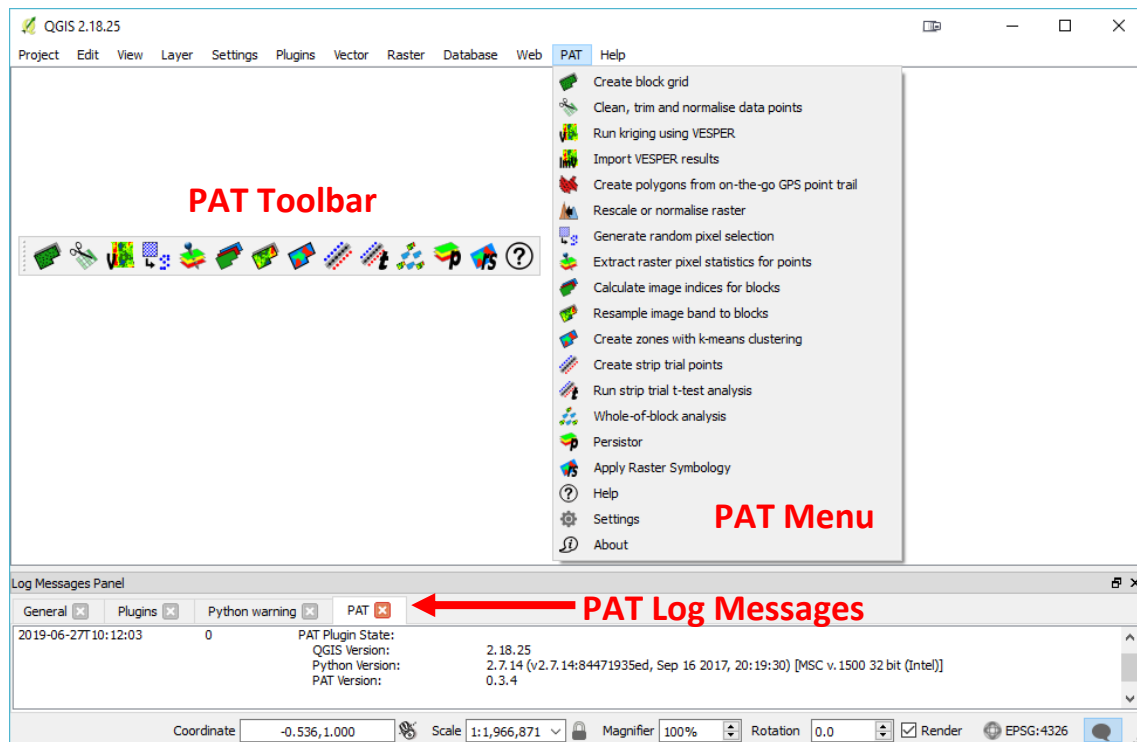 QGIS 2.18.25
Project Edit View Layer Settings Plugins Vector Raster Database Web PAT Help
Create block grid
Clean, trim and normalise data points
Run kriging using VESPER
Import VESPER results
Create polygons from on-the-go GPS point trail
Rescale or normalise raster
Generate random pixel selection
Extract raster pixel statistics for points
Calculate image indices for blocks
Resample image band to blocks
Create zones with k-means clustering
Create strip trial points
Run strip trial t-test analysis
Whole-of-block analysis
Persistor
Apply Raster Symbology
Help
Settings
About
PAT Toolbar
PAT Menu
Log Messages Panel
General Plugins Python warning PAT
PAT Log Messages
2019-06-27T10:12:03 0 PAT Plugin State:
QGIS Version: 2.18.25
Python Version: 2.7.14 (v2.7.14:84471935ed, Sep 16 2017, 20:19:30) [MSC v.1500 32 bit (Intel)]
PAT Version: 0.3.4
Coordinate -0.536,1.000 Scale 1:1,966,871 Magnifier 100% Rotation 0.0 Render EPSG:4326